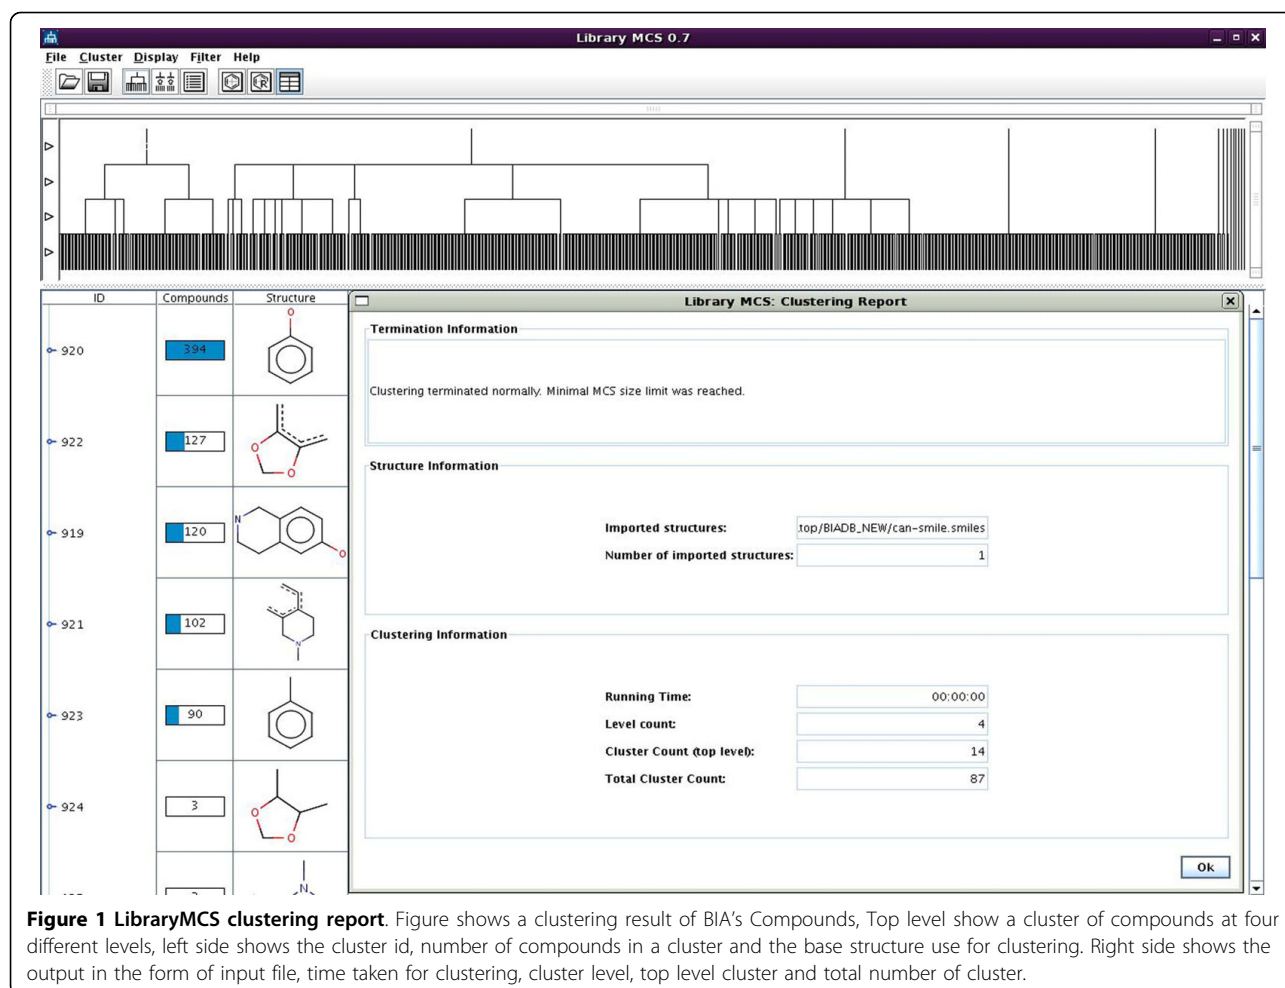 Library MCS 0.7
File Cluster Display Filter Help
ID Compounds Structure
920 394
O
922 127
O
O
919 120
N
O
921 102
N
923 90
924 3
O
O
N
Library MCS: Clustering Report
Termination Information
Clustering terminated normally. Minimal MCS size limit was reached.
Structure Information
Imported structures: .top/BIADB_NEW/can-smile.smiles
Number of imported structures: 1
Clustering Information
Running Time: 00:00:00
Level count: 4
Cluster Count (top level): 14
Total Cluster Count: 87
Ok
Figure 1 LibraryMCS clustering report. Figure shows a clustering result of BIA's Compounds, Top level show a cluster of compounds at four
different levels, left side shows the cluster id, number of compounds in a cluster and the base structure use for clustering. Right side shows the
output in the form of input file, time taken for clustering, cluster level, top level cluster and total number of cluster.